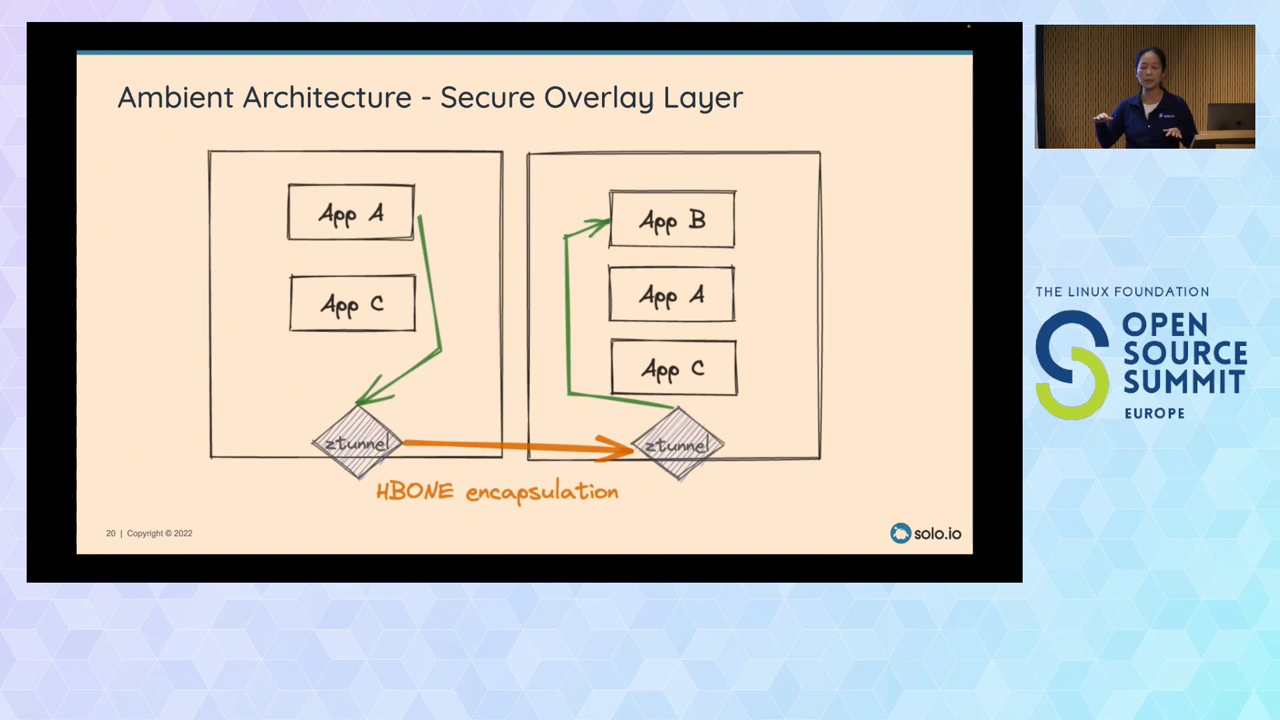 Ambient Architecture - Secure Overlay Layer
App A
App C
ztunnel
App B
App A
App C
ztunnel
HBONE encapsulation
20 | Copyright © 2022
solo.io
THE LINUX FOUNDATION
OPEN
SOURCE
SUMMIT
EUROPE